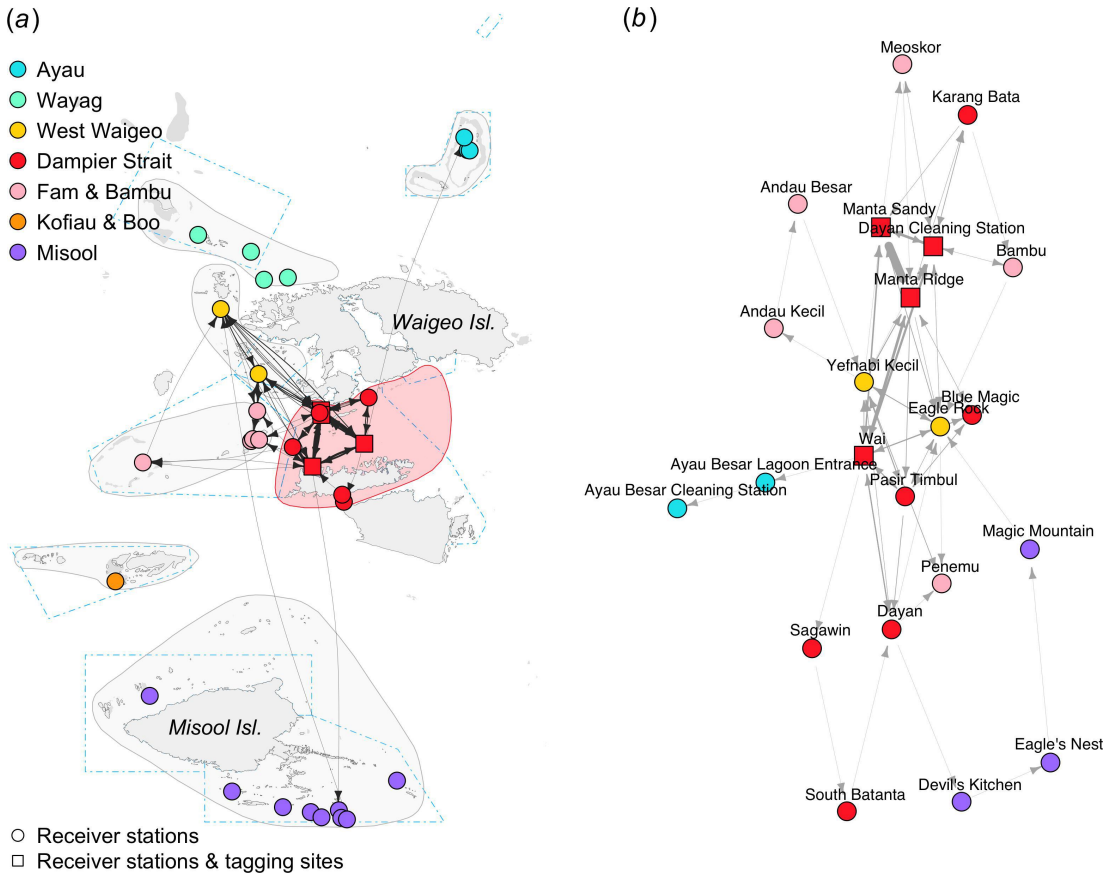 (a)
Ayau
Wayag
West Waigeo
Dampier Strait
Fam & Bambu
Kofiau & Boo
Misool
Waigeo Isl.
Misool Isl.
Receiver stations
Receiver stations & tagging sites
(b)
Meoskor
Karang Bata
Andau Besar
Manta Sandy
Dayan Cleaning Station
Bambu
Manta Ridge
Andau Kecil
Yefnabi Kecil
Blue Magic
Eagle Rock
Wai
Ayau Besar Lagoon Entrance
Pasir Timbul
Ayau Besar Cleaning Station
Magic Mountain
Penemu
Dayan
Sagawin
Eagle's Nest
Devil's Kitchen
South Batanta